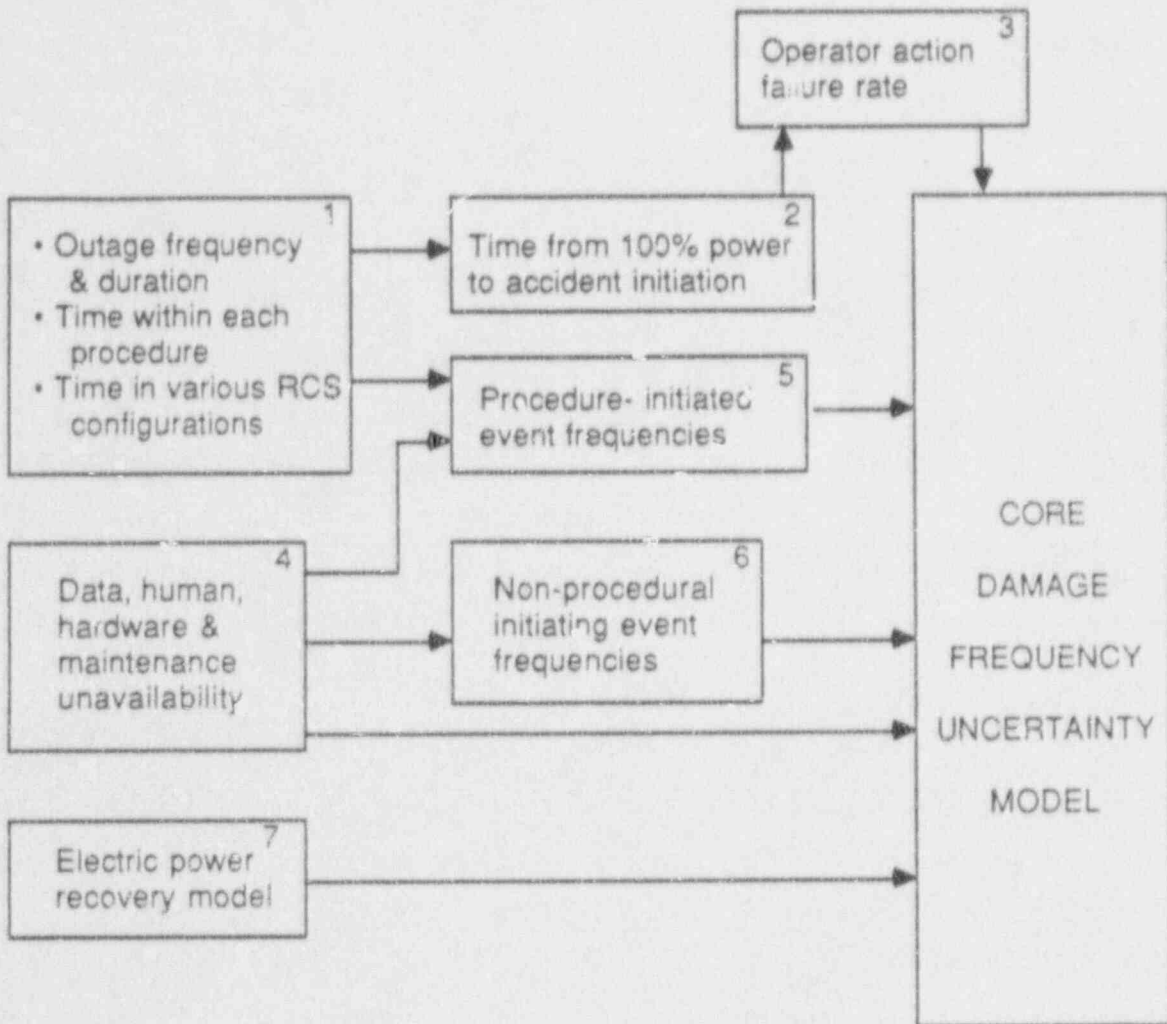 3
Operator action
failure rate
1
• Outage frequency
& duration
• Time within each
procedure
• Time in various RCS
configurations
2
Time from 100% power
to accident initiation
5
Procedure- initiated
event frequencies
4
Data, human,
hardware &
maintenance
unavailability
6
Non-procedural
initiating event
frequencies
7
Electric power
recovery model
CORE
DAMAGE
FREQUENCY
UNCERTAINTY
MODEL